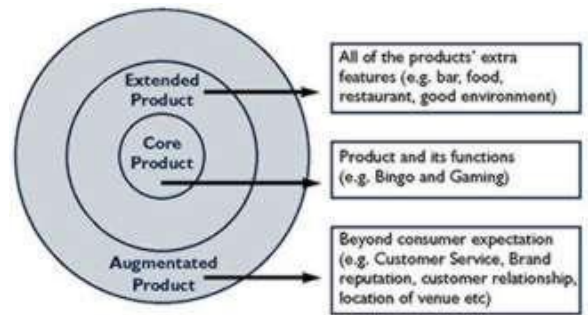 Extended
Product
Core
Product
Augmentated
Product
All of the products' extra
features (e.g. bar, food,
restaurant, good environment)
Product and its functions
(e.g. Bingo and Gaming)
Beyond consumer expectation
(e.g. Customer Service, Brand
reputation, customer relationship,
location of venue etc)